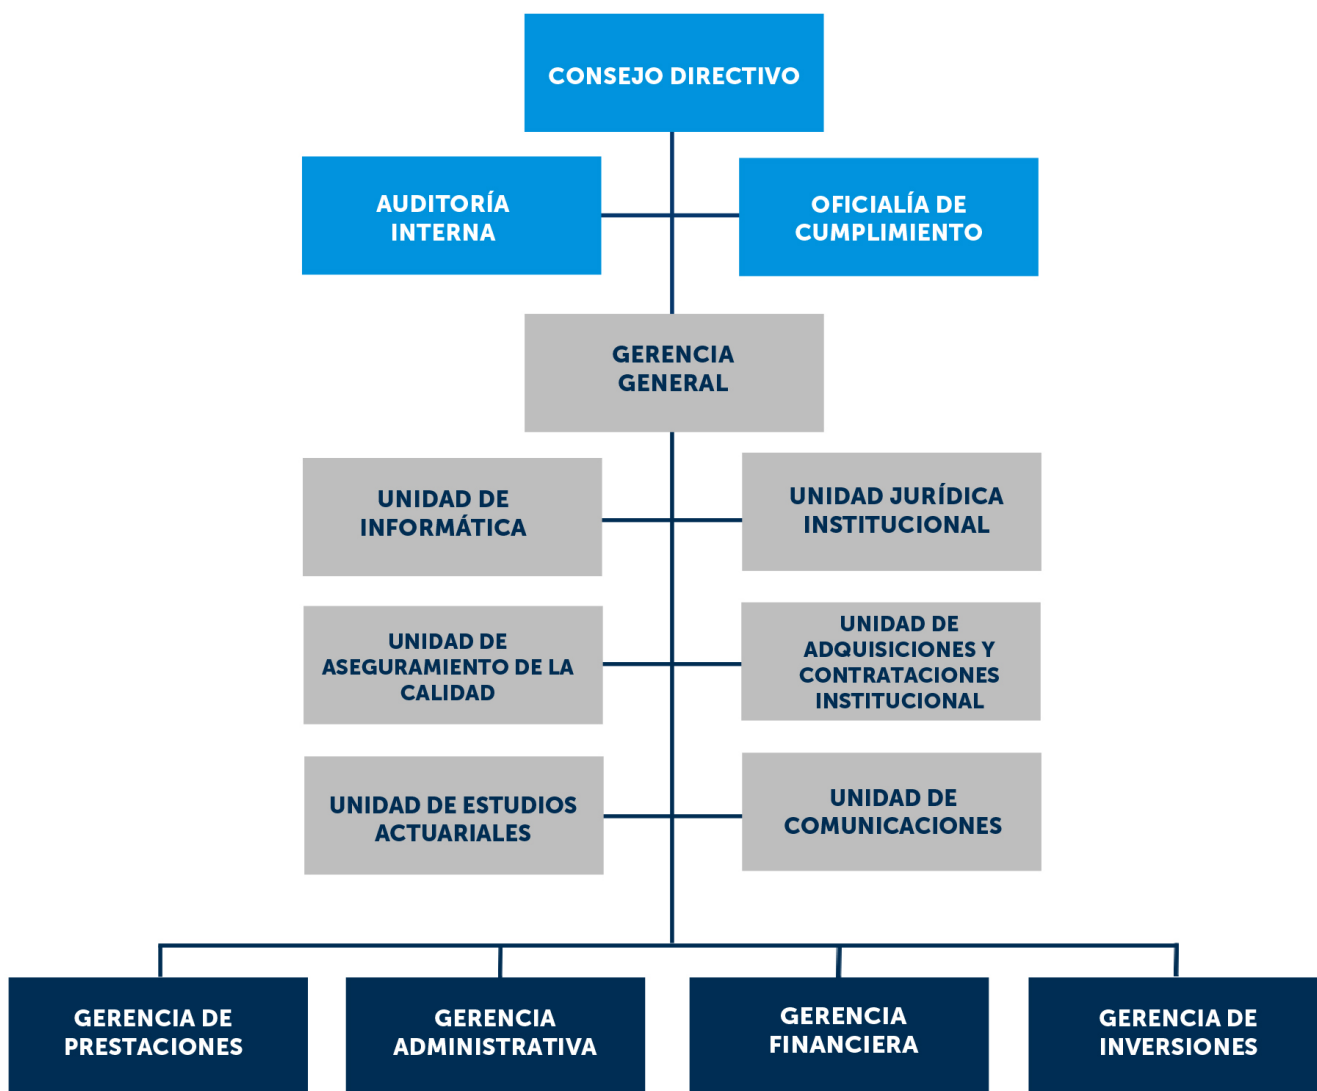 CONSEJO DIRECTIVO
AUDITORÍA
INTERNA
OFICIALÍA DE
CUMPLIMIENTO
GERENCIA
GENERAL
UNIDAD DE
INFORMÁTICA
UNIDAD JURÍDICA
INSTITUCIONAL
UNIDAD DE
ASEGURAMIENTO DE LA
CALIDAD
UNIDAD DE
ADQUISICIONES Y
CONTRATACIONES
INSTITUCIONAL
UNIDAD DE ESTUDIOS
ACTUARIALES
UNIDAD DE
COMUNICACIONES
GERENCIA DE
PRESTACIONES
GERENCIA
ADMINISTRATIVA
GERENCIA
FINANCIERA
GERENCIA DE
INVERSIONES